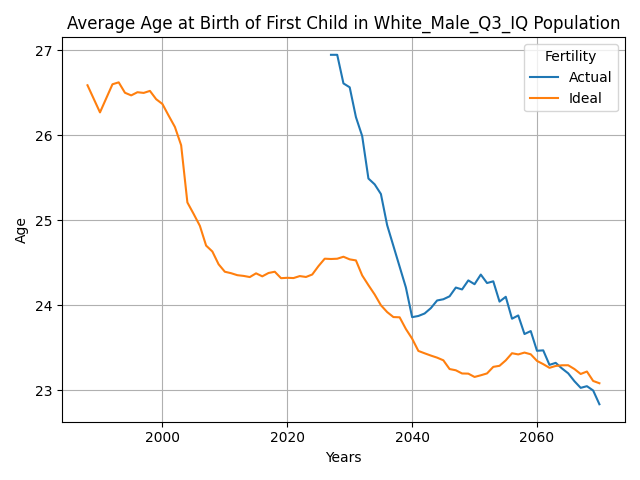 Average Age at Birth of First Child in White_Male_Q3_IQ Population
Fertility
Actual
Ideal
Age
27
26
25
24
23
2000
2020
2040
2060
Years